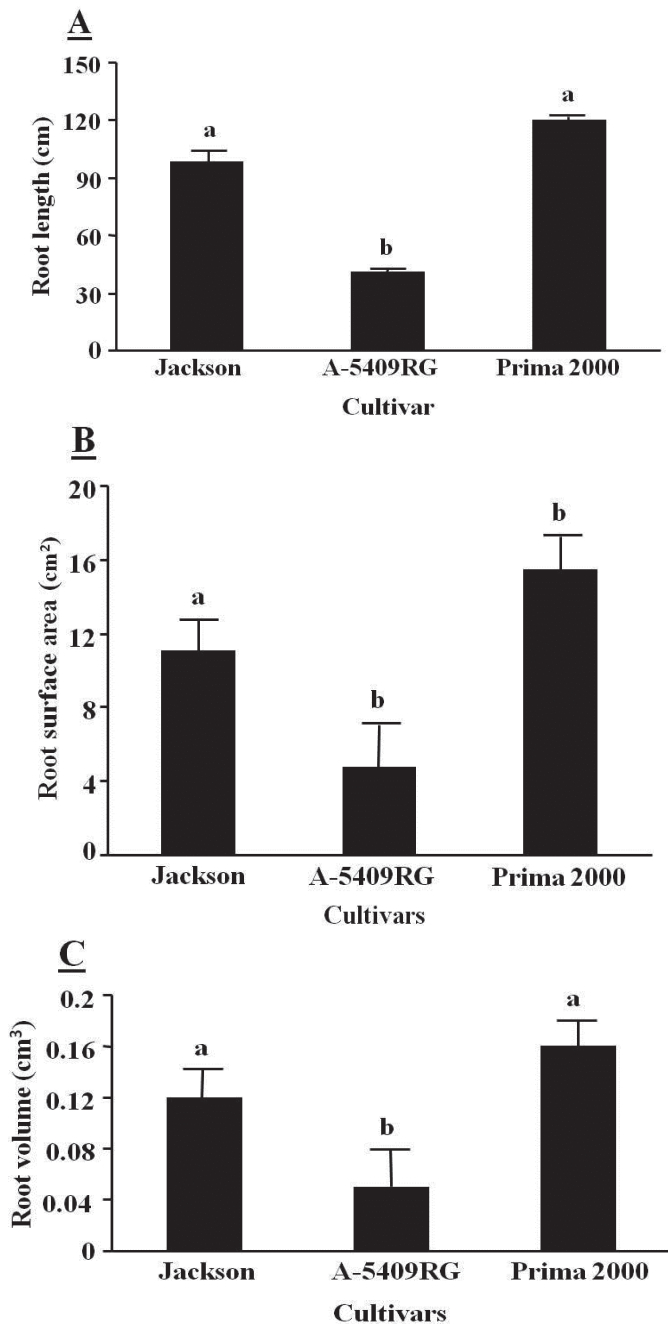 A
150
120
90
60
30
0
Root length (cm)
a
b
a
Jackson A-5409RG Prima 2000
Cultivar
B
20
16
12
8
4
0
Root surface area (cm²)
a
b
b
Jackson A-5409RG Prima 2000
Cultivars
C
0.2
0.16
0.12
0.08
0.04
0
Root volume (cm³)
a
b
a
Jackson A-5409RG Prima 2000
Cultivars